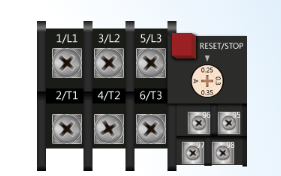 1/L1 3/L2 5/L3
RESET/STOP
0.25
A 0.3
0.35
2/T1 4/T2 6/T3
96 95
97 98